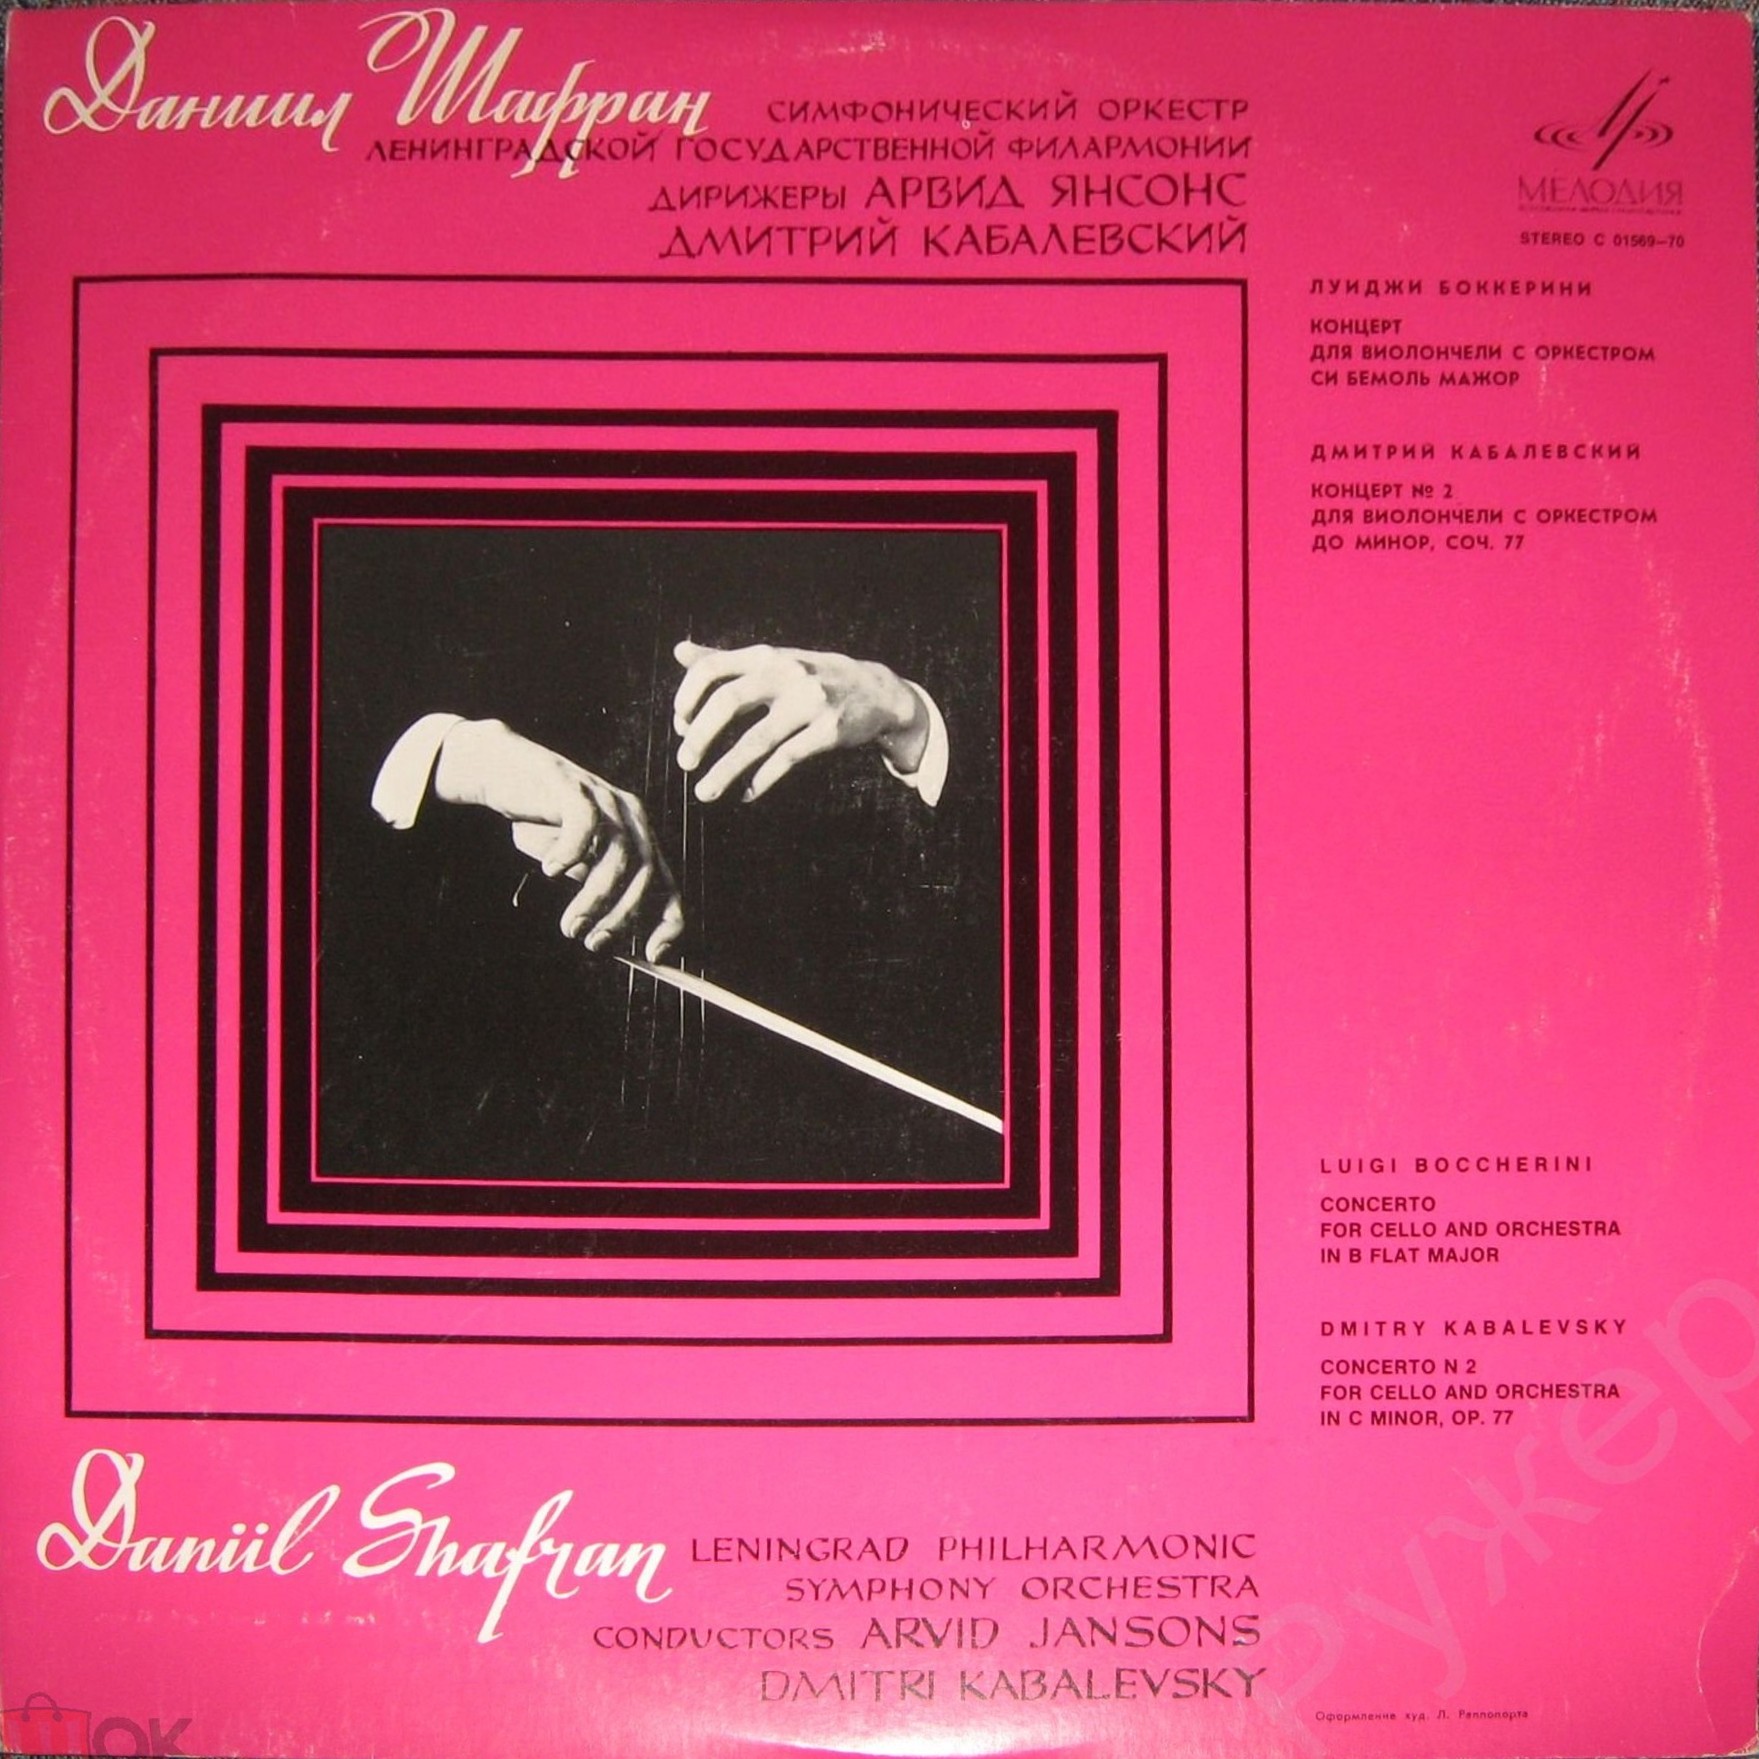 Даниил Шафран
СИМФОНИЧЕСКИЙ ОРКЕСТР
ЛЕНИНГРАДСКОЙ ГОСУДАРСТВЕННОЙ ФИЛАРМОНИИ
ДИРИЖЕРЫ АРВИД ЯНСОНС
ДМИТРИЙ КАБАЛЕВСКИЙ
МЕЛОДИЯ
STEREO C 01569—70
ЛУИДЖИ БОККЕРИНИ
КОНЦЕРТ
ДЛЯ ВИОЛОНЧЕЛИ С ОРКЕСТРОМ
СИ БЕМОЛЬ МАЖОР
ДМИТРИЙ КАБАЛЕВСКИЙ
КОНЦЕРТ № 2
ДЛЯ ВИОЛОНЧЕЛИ С ОРКЕСТРОМ
ДО МИНОР, СОЧ. 77
LUIGI BOCCHERINI
CONCERTO
FOR CELLO AND ORCHESTRA
IN B FLAT MAJOR
DMITRY KABALEVSKY
CONCERTO N 2
FOR CELLO AND ORCHESTRA
IN C MINOR, OP. 77
Daniil Shafran
LENINGRAD PHILHARMONIC
SYMPHONY ORCHESTRA
CONDUCTORS ARVID JANSONS
DMITRI KABALEVSKY
Оформление худ. Л. Раппопорта